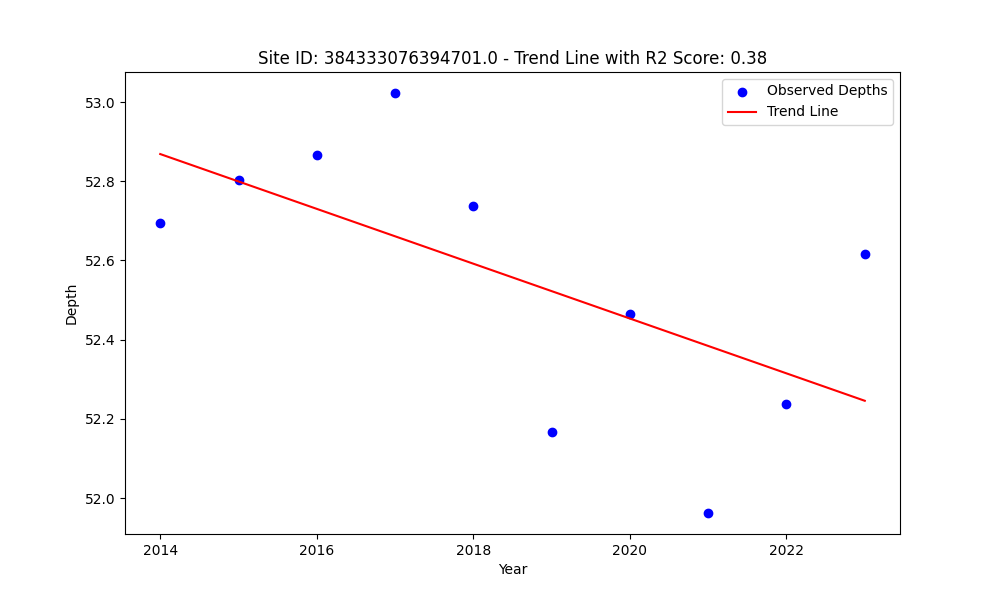 Site ID: 384333076394701.0 - Trend Line with R2 Score: 0.38
Observed Depths
Trend Line
53.0
52.8
52.6
52.4
52.2
52.0
Depth
2014
2016
2018
2020
2022
Year